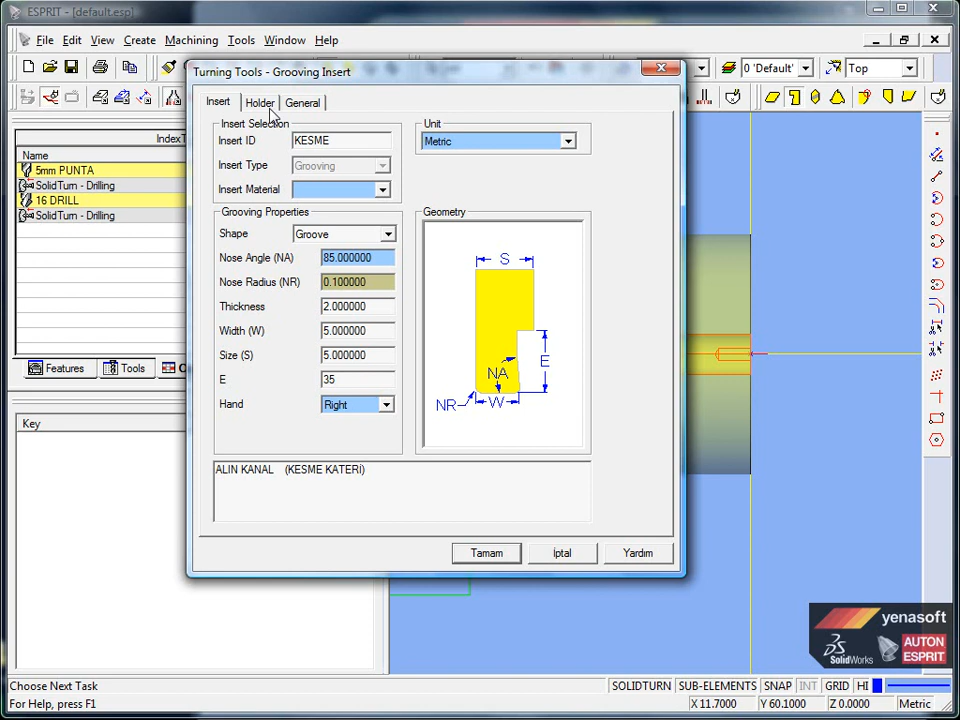 ESPRIT - [default.esp]
File Edit View Create Machining Tools Window Help
0 'Default'
Top
Name
5mm PUNTA
SolidTurn - Drilling
16 DRILL
SolidTurn - Drilling
Features
Tools
Key
Turning Tools - Grooving Insert
Insert Holder General
Insert Selection
Insert ID KESME
Insert Type Grooving
Insert Material
Unit
Metric
Grooving Properties
Shape Groove
Nose Angle (NA) 85.000000
Nose Radius (NR) 0.100000
Thickness 2.000000
Width (W) 5.000000
Size (S) 5.000000
E 35
Hand Right
Geometry
S
E
NA
NR
W
ALIN KANAL (KESME KATERİ)
Tamam İptal Yardım
yenasoft
SolidWorks
AUTON
ESPRIT
Choose Next Task
SOLIDTURN SUB-ELEMENTS SNAP INT GRID HI
For Help, press F1
X 11.7000 Y 60.1000 Z 0.0000 Metric